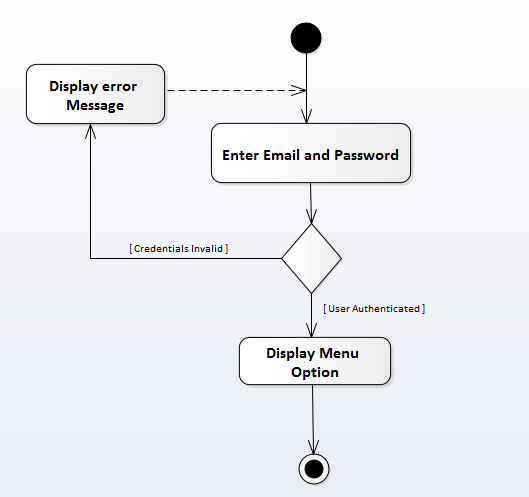 Display error
Message
Enter Email and Password
[ Credentials Invalid ]
[ User Authenticated ]
Display Menu
Option